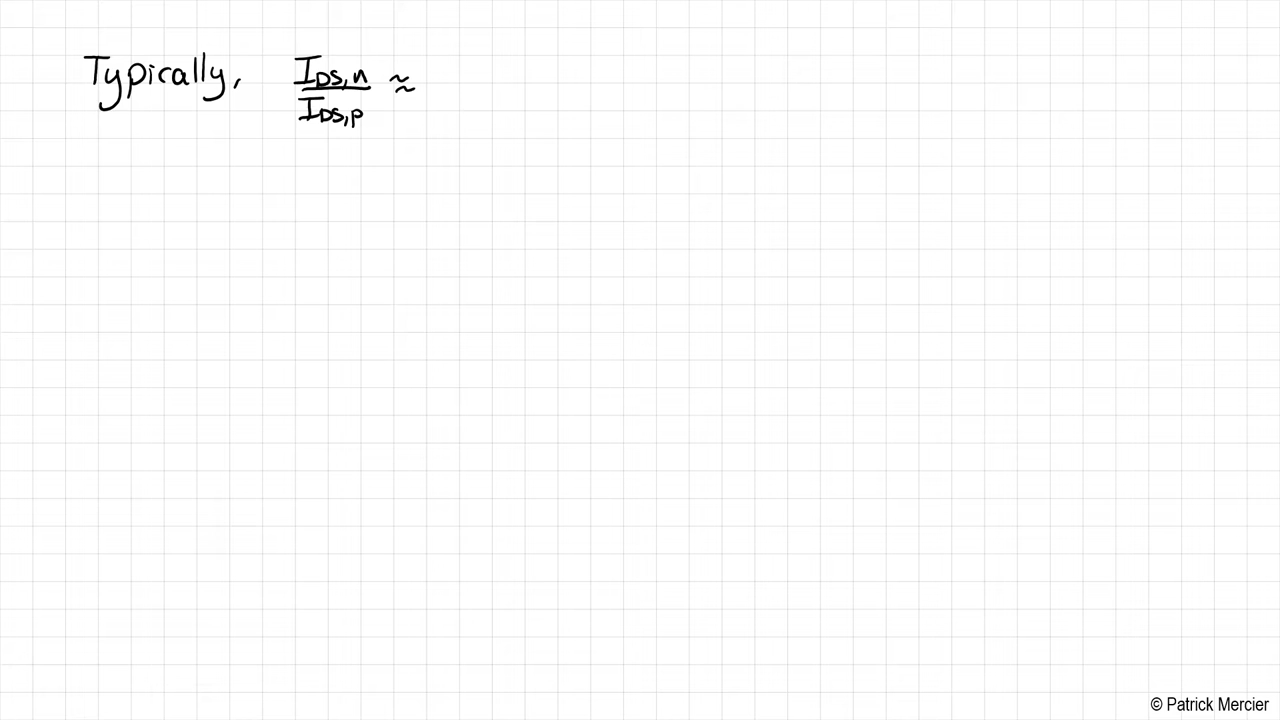 Typically, I_DS,n / I_DS,p ≈
© Patrick Mercier